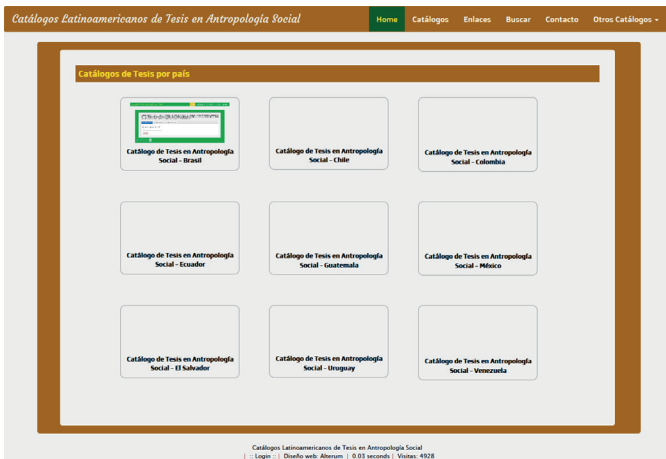 Catálogos Latinoamericanos de Tesis en Antropología Social
Home Catálogos Enlaces Buscar Contacto Otros Catálogos
Catálogos de Tesis por país
Catálogo de Tesis en Antropología
Social - Brasil
Catálogo de Tesis en Antropología
Social - Chile
Catálogo de Tesis en Antropología
Social - Colombia
Catálogo de Tesis en Antropología
Social - Ecuador
Catálogo de Tesis en Antropología
Social - Guatemala
Catálogo de Tesis en Antropología
Social - México
Catálogo de Tesis en Antropología
Social - El Salvador
Catálogo de Tesis en Antropología
Social - Uruguay
Catálogo de Tesis en Antropología
Social - Venezuela
Catálogos Latinoamericanos de Tesis en Antropología Social
| :: Login :: | Diseño web: Alterum | 0.03 seconds | Visitas: 4928